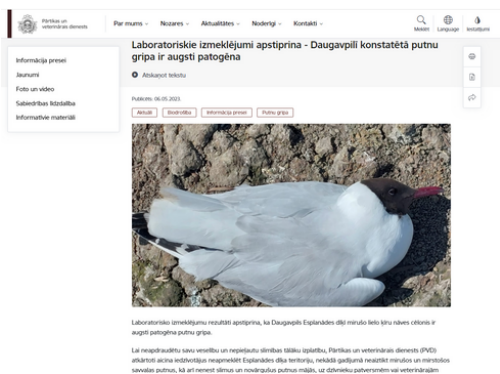 Pārtikas un
veterinārais dienests
Par mums
Nozares
Aktualitātes
Noderīgi
Kontakti
Meklēt
Language
Iestatījumi
Informācija presei
Jaunumi
Foto un video
Sabiedrības līdzdalība
Informatīvie materiāli
Laboratoriskie izmeklējumi apstiprina - Daugavpilī konstatētā putnu
gripa ir augsti patogēna
Atskaņot tekstu
Publicēts: 06.05.2023.
Aktuāli
Biodrošība
Informācija presei
Putnu gripa
Laboratorisko izmeklējumu rezultāti apstiprina, ka Daugavpils Esplanādes dīķī mirušo lielo ķīru nāves cēlonis ir
augsti patogēna putnu gripa.
Lai neapdraudētu savu veselību un nepieļautu slimības tālāku izplatību, Pārtikas un veterinārais dienests (PVD)
atkārtoti aicina iedzīvotājus neapmeklēt Esplanādes dīķa teritoriju, nekādā gadījumā neaiztikt mirušos un mirstošos
savvaļas putnus, kā arī nenest slimus un novārgušus putnus mājās, uz dzīvnieku patversmēm vai veterinārajām